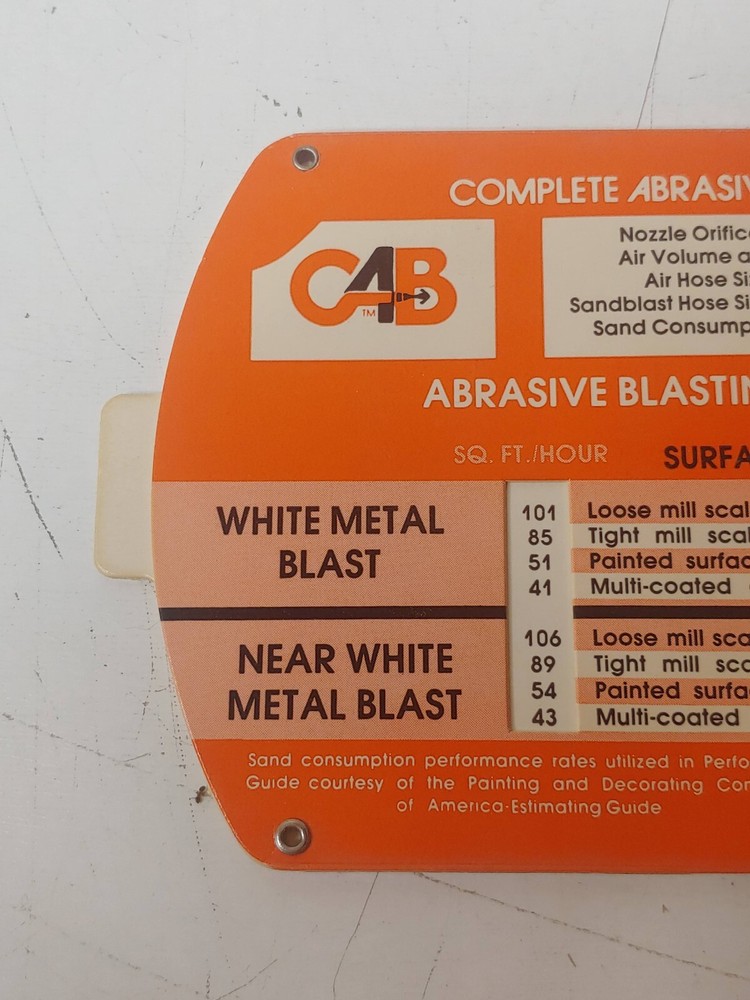 COMPLETE ABRASIV
CAB
TM
Nozzle Orific
Air Volume a
Air Hose Si
Sandblast Hose Si
Sand Consump
ABRASIVE BLASTIN
SQ. FT./HOUR SURFA
WHITE METAL
BLAST
101 Loose mill scal
85 Tight mill scal
51 Painted surfac
41 Multi-coated
NEAR WHITE
METAL BLAST
106 Loose mill sca
89 Tight mill sca
54 Painted surfa
43 Multi-coated
Sand consumption performance rates utilized in Perfo
Guide courtesy of the Painting and Decorating Con
of America-Estimating Guide